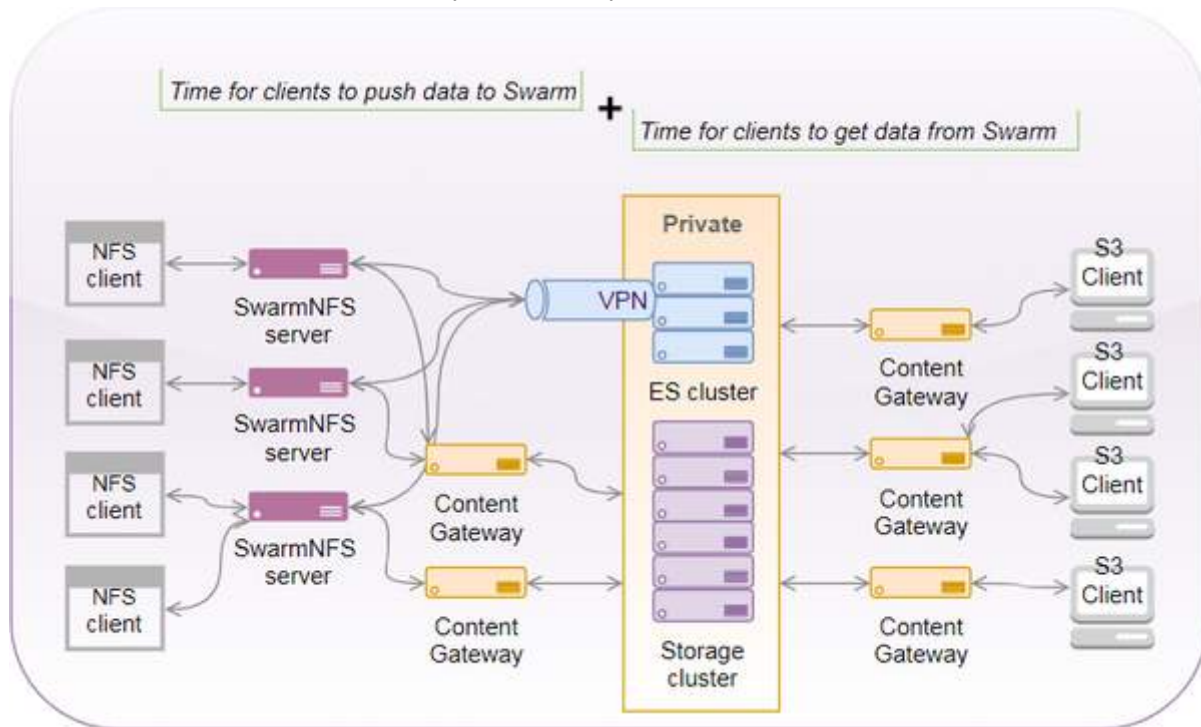 Time for clients to push data to Swarm
+
Time for clients to get data from Swarm
NFS
client
SwarmNFS
server
NFS
client
SwarmNFS
server
NFS
client
SwarmNFS
server
NFS
client
Content
Gateway
Content
Gateway
Private
VPN
ES cluster
Storage
cluster
Content
Gateway
Content
Gateway
Content
Gateway
S3
Client
S3
Client
S3
Client
S3
Client